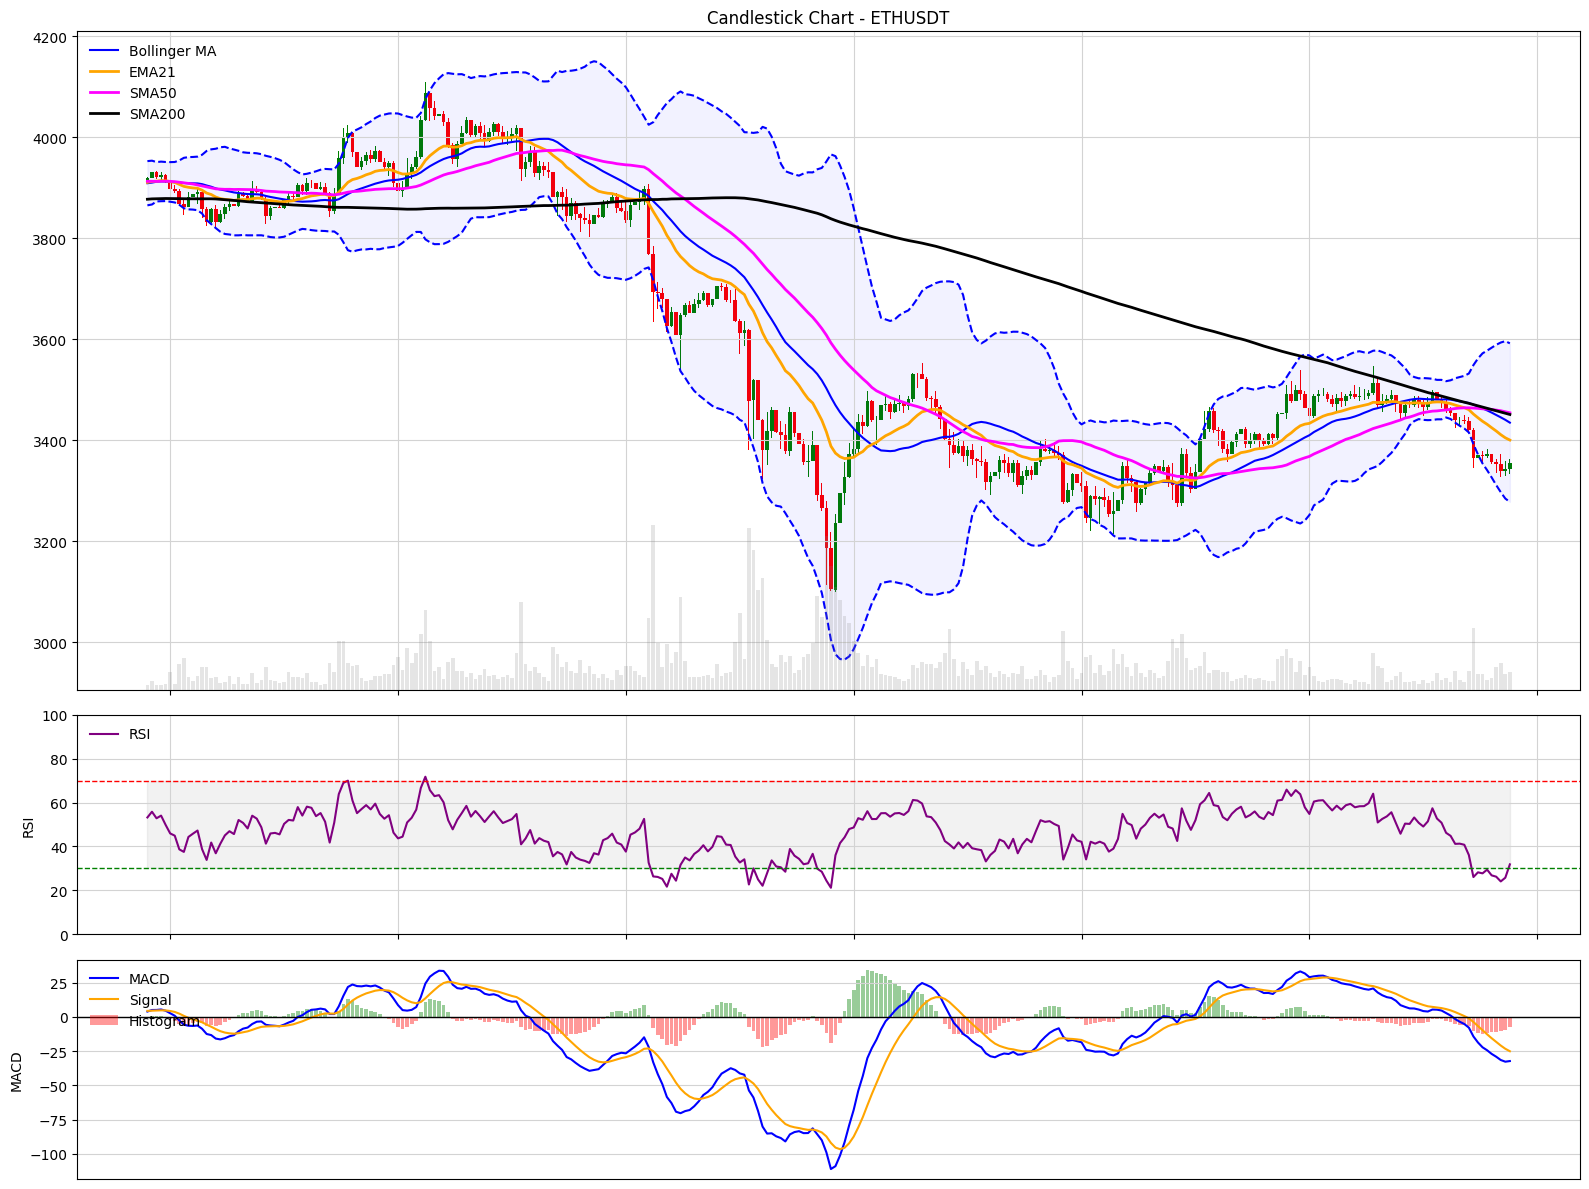 Candlestick Chart - ETHUSDT
4200
4000
3800
3600
3400
3200
3000
Bollinger MA
EMA21
SMA50
SMA200
100
80
60
40
20
0
RSI
RSI
25
0
−25
−50
−75
−100
MACD
MACD
Signal
Histogram